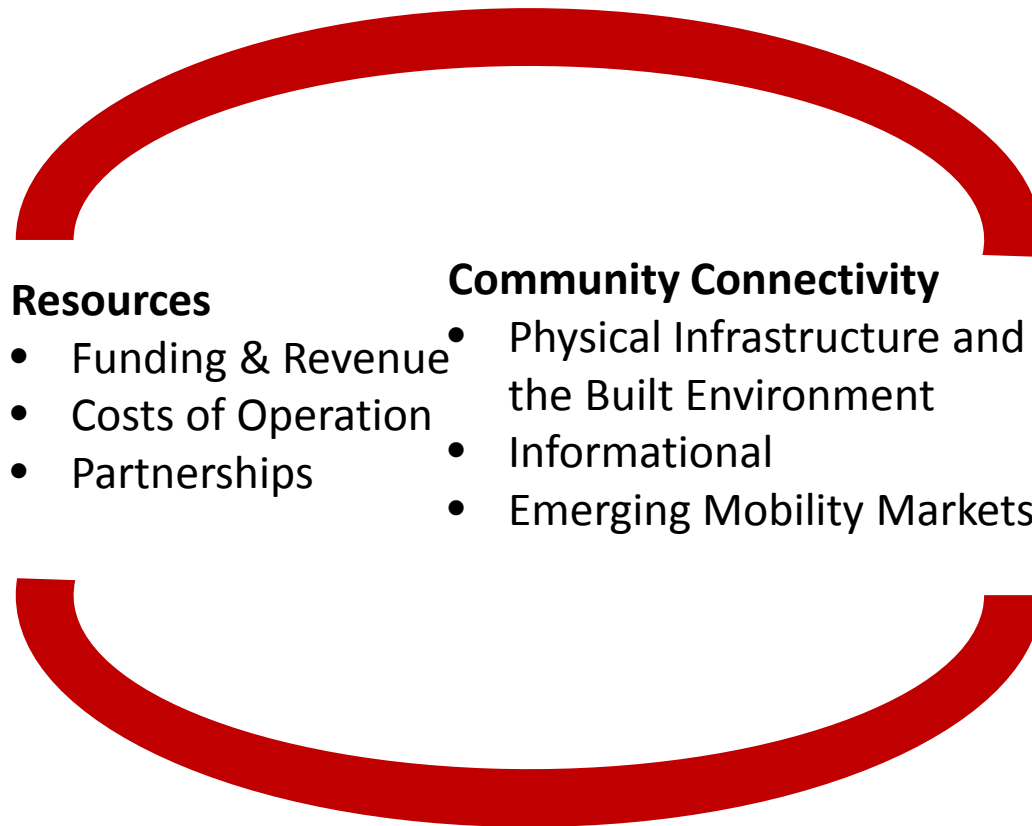 Resources
• Funding & Revenue
• Costs of Operation
• Partnerships
Community Connectivity
• Physical Infrastructure and
the Built Environment
• Informational
• Emerging Mobility Markets